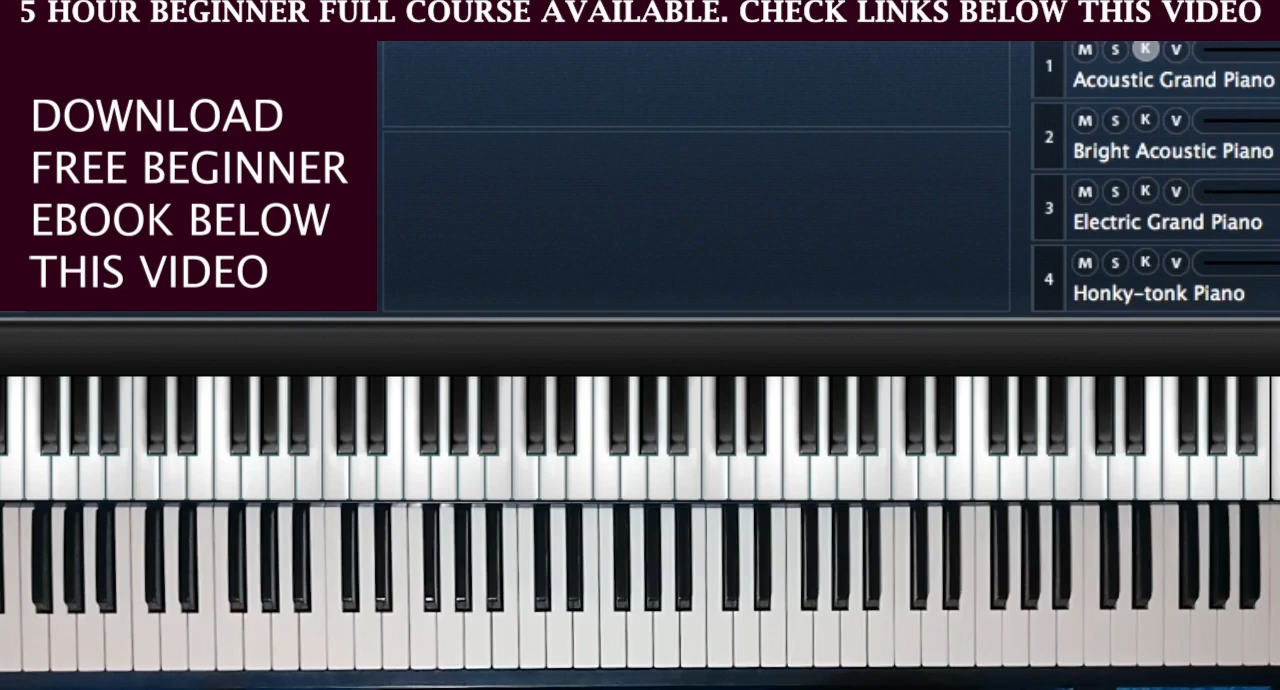 5 HOUR BEGINNER FULL COURSE AVAILABLE. CHECK LINKS BELOW THIS VIDEO
DOWNLOAD
FREE BEGINNER
EBOOK BELOW
THIS VIDEO
1 M S K V
Acoustic Grand Piano
2 M S K V
Bright Acoustic Piano
3 M S K V
Electric Grand Piano
4 M S K V
Honky-tonk Piano